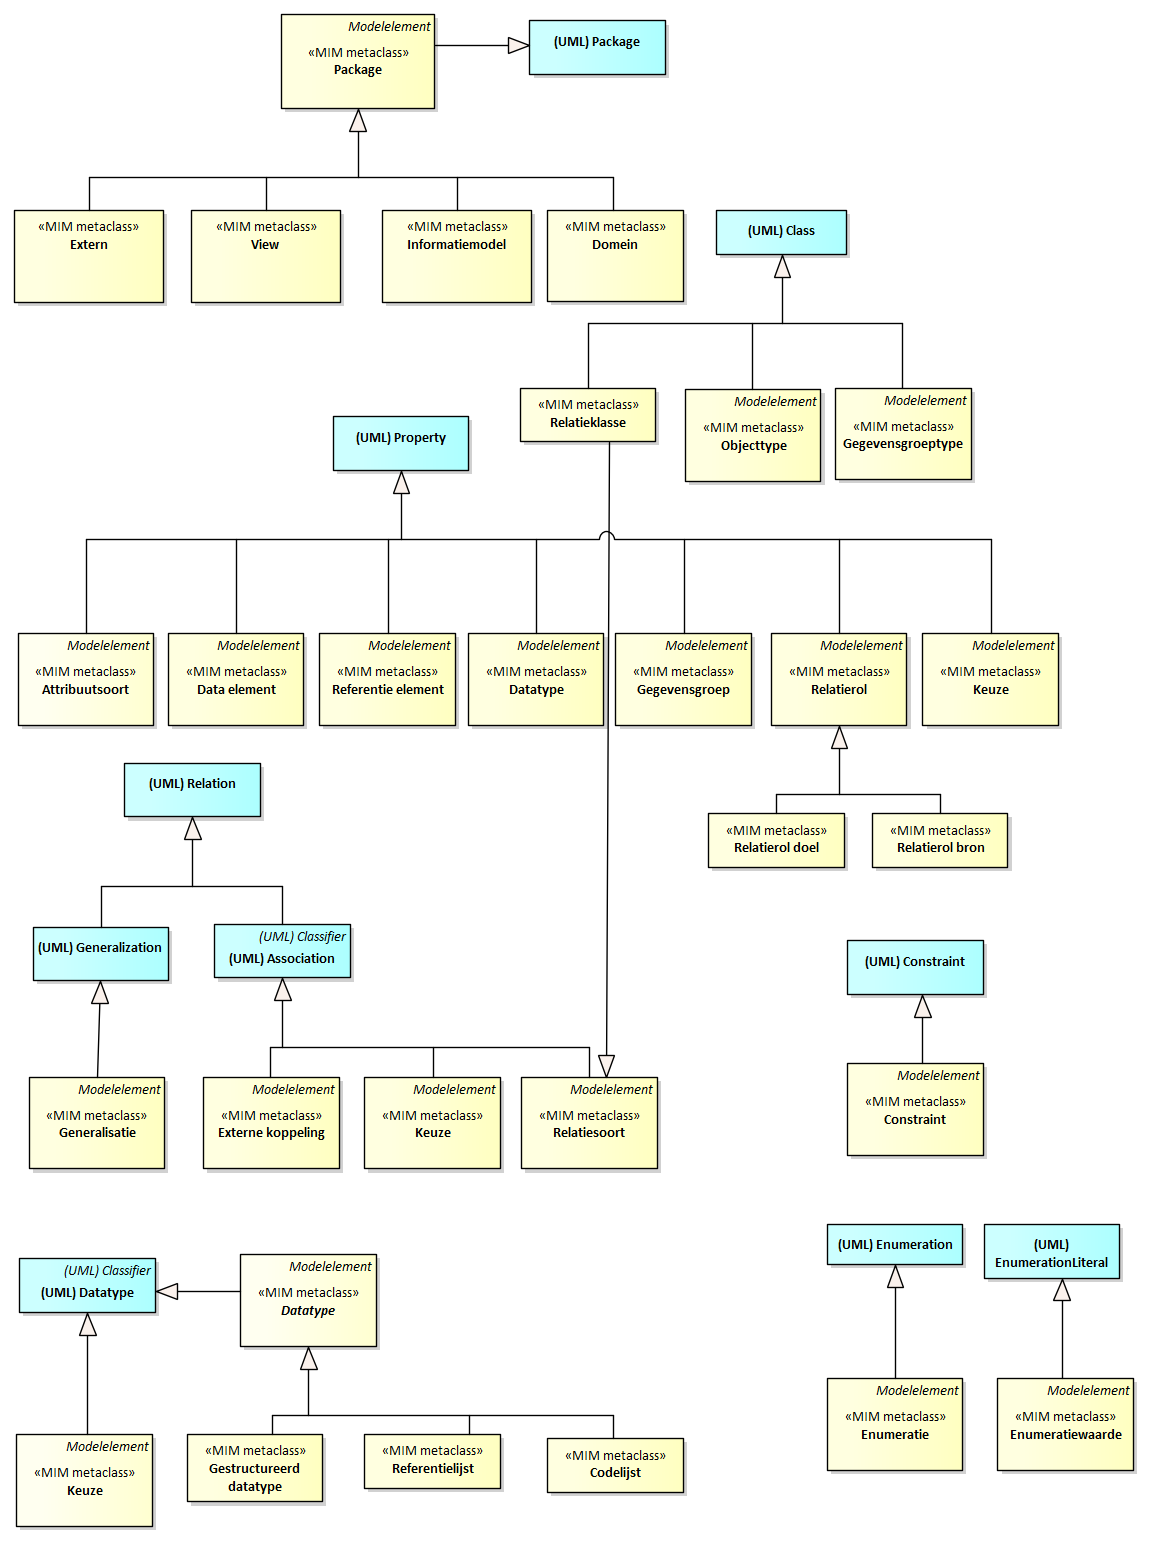 Modelelement
«MIM metaclass»
Package
(UML) Package
«MIM metaclass»
Extern
«MIM metaclass»
View
«MIM metaclass»
Informatiemodel
«MIM metaclass»
Domein
(UML) Class
«MIM metaclass»
Relatieklasse
Modelelement
«MIM metaclass»
Objecttype
Modelelement
«MIM metaclass»
Gegevensgroeptype
(UML) Property
Modelelement
«MIM metaclass»
Attribuutsoort
Modelelement
«MIM metaclass»
Data element
Modelelement
«MIM metaclass»
Referentie element
Modelelement
«MIM metaclass»
Datatype
Modelelement
«MIM metaclass»
Gegevensgroep
Modelelement
«MIM metaclass»
Relatierol
Modelelement
«MIM metaclass»
Keuze
(UML) Relation
«MIM metaclass»
Relatierol doel
«MIM metaclass»
Relatierol bron
(UML) Generalization
(UML) Classifier
(UML) Association
(UML) Constraint
Modelelement
«MIM metaclass»
Generalisatie
Modelelement
«MIM metaclass»
Externe koppeling
Modelelement
«MIM metaclass»
Keuze
Modelelement
«MIM metaclass»
Relatiesoort
Modelelement
«MIM metaclass»
Constraint
(UML) Classifier
(UML) Datatype
Modelelement
«MIM metaclass»
Datatype
(UML) Enumeration
(UML)
EnumerationLiteral
Modelelement
«MIM metaclass»
Keuze
«MIM metaclass»
Gestructureerd
datatype
«MIM metaclass»
Referentielijst
«MIM metaclass»
Codelijst
Modelelement
«MIM metaclass»
Enumeratie
Modelelement
«MIM metaclass»
Enumeratiewaarde